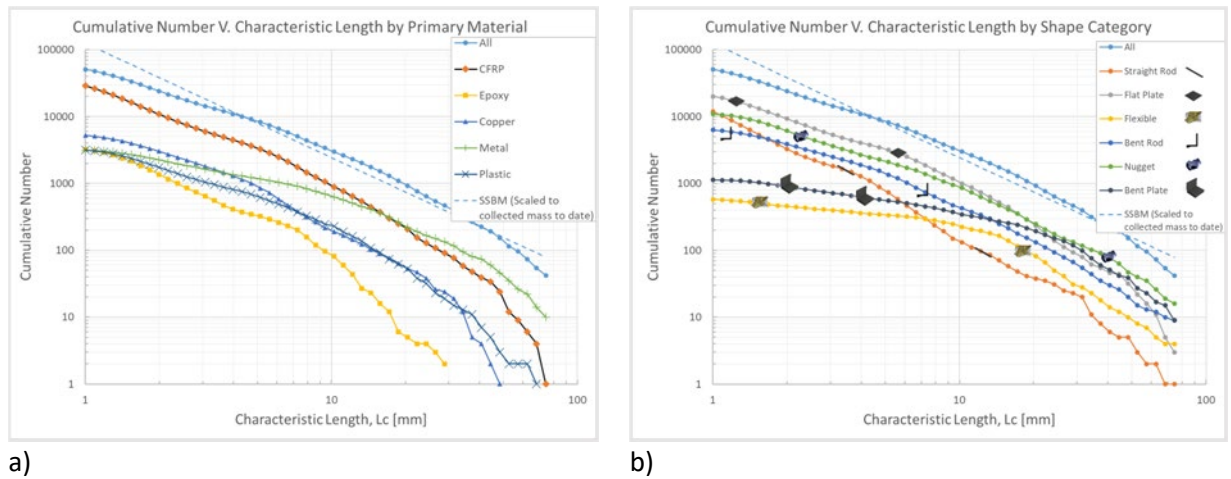 Cumulative Number V. Characteristic Length by Primary Material
100000
10000
1000
100
10
1
Cumulative Number
1
10
100
Characteristic Length, Lc [mm]
All
CFRP
Epoxy
Copper
Metal
Plastic
SSBM (Scaled to
collected mass to date)
a)
Cumulative Number V. Characteristic Length by Shape Category
100000
10000
1000
100
10
1
Cumulative Number
1
10
100
Characteristic Length, Lc [mm]
All
Straight Rod
Flat Plate
Flexible
Bent Rod
Nugget
Bent Plate
SSBM (Scaled to
collected mass to date)
b)